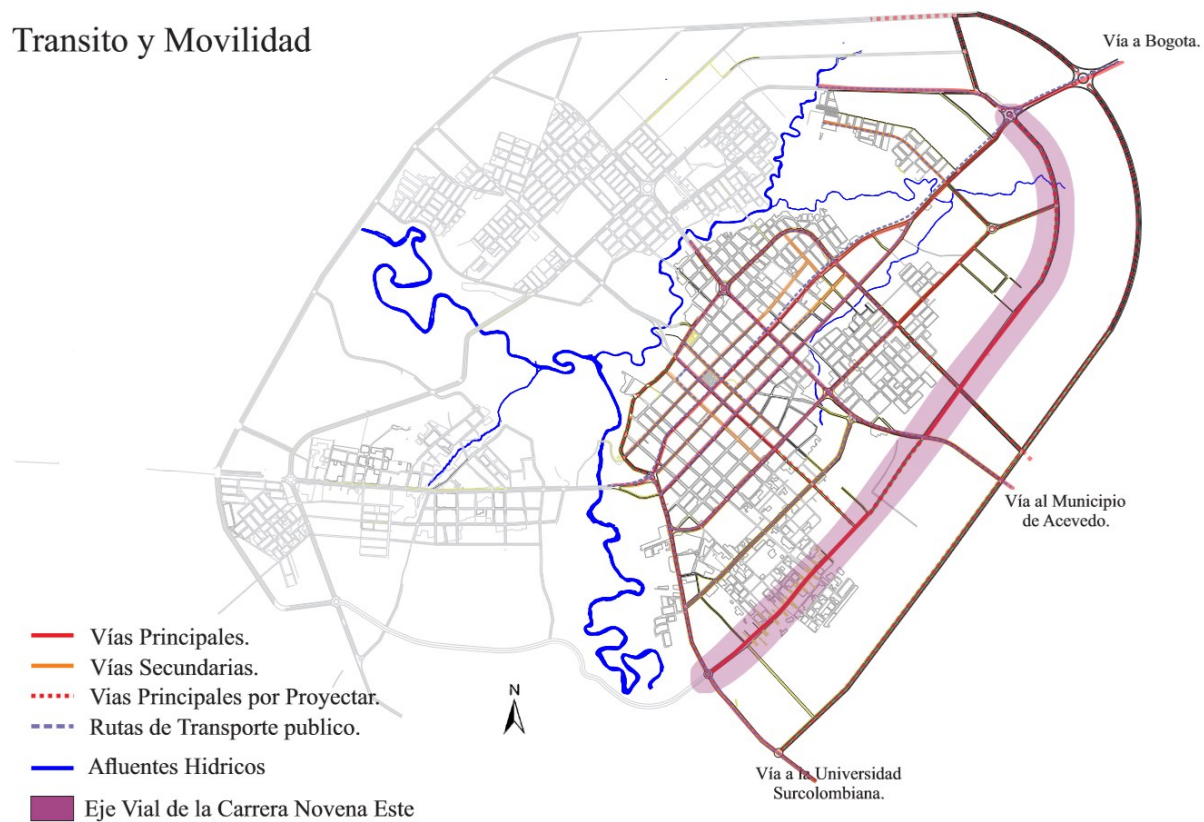 Transito y Movilidad
Vía a Bogota.
Vía al Municipio
de Acevedo.
Vías Principales.
Vías Secundarias.
Vias Principales por Proyectar.
Rutas de Transporte publico.
N
Afluentes Hidricos
Vía a la Universidad
Surcolombiana.
Eje Vial de la Carrera Novena Este